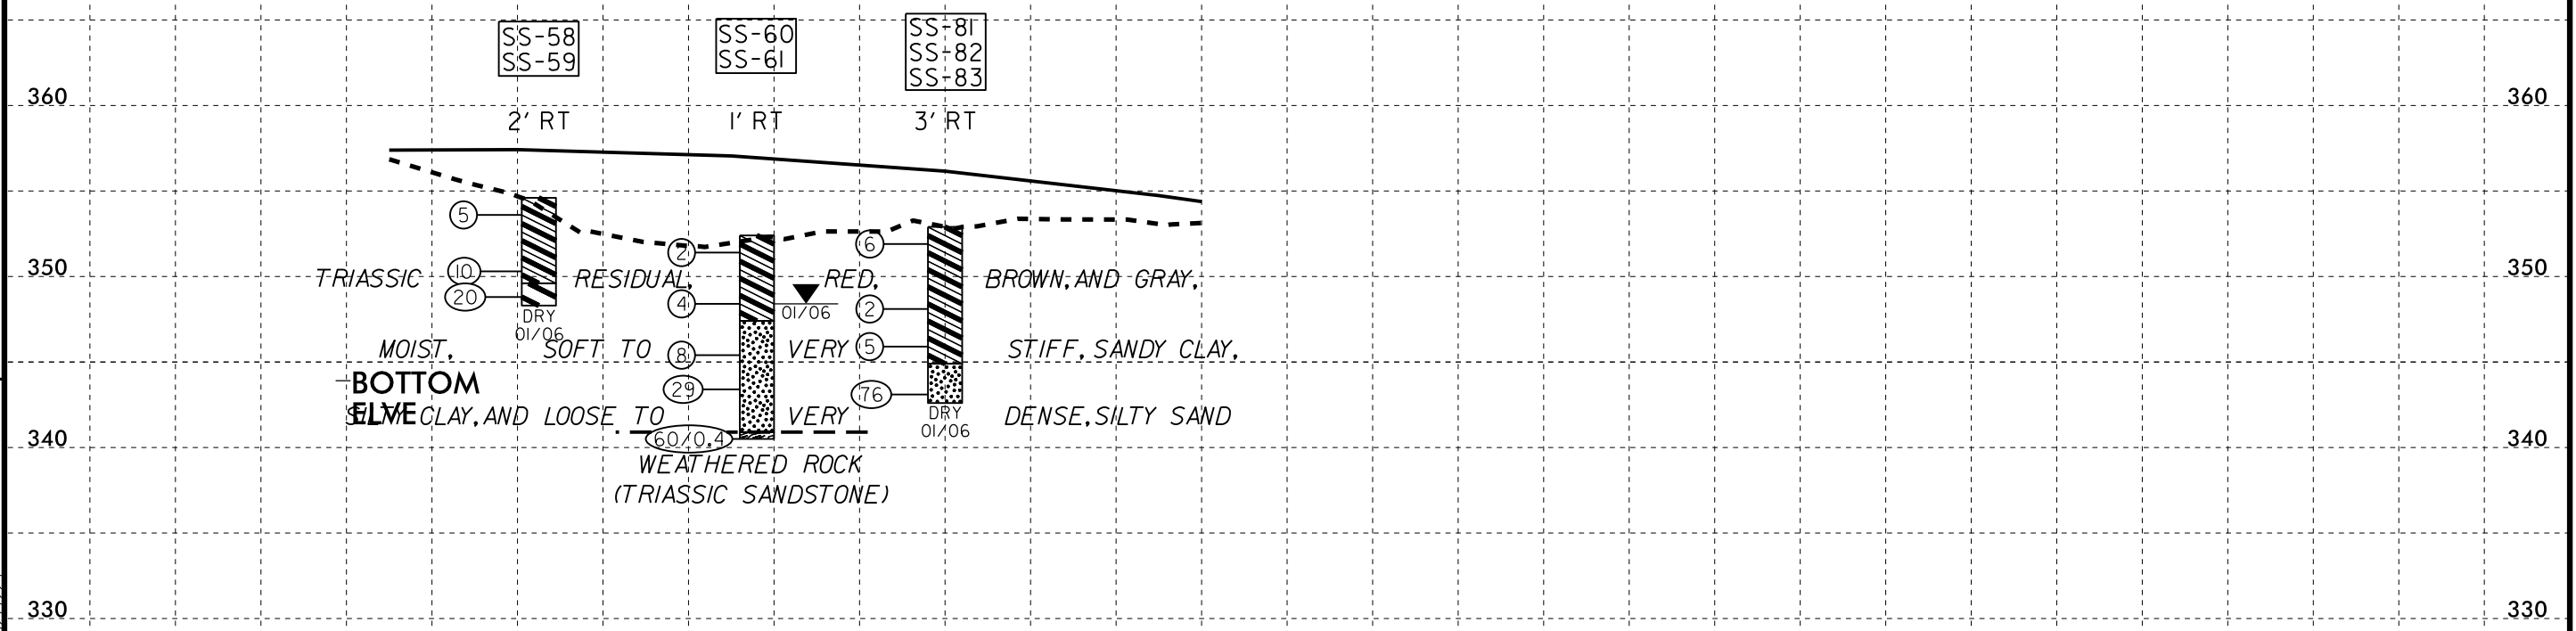 SS-58
SS-59
SS-60
SS-61
SS-81
SS-82
SS-83
360 360
2' RT 1' RT 3' RT
5
2
6
350 350
10
20
TRIASSIC RESIDUAL, RED, BROWN, AND GRAY,
4
2
DRY
01/06
01/06
MOIST, SOFT TO VERY STIFF, SANDY CLAY,
8
5
29
76
BOTTOM
ELVE
SILTY CLAY, AND LOOSE TO VERY DENSE, SILTY SAND
DRY
01/06
340 340
60/0.4
WEATHERED ROCK
(TRIASSIC SANDSTONE)
330 330